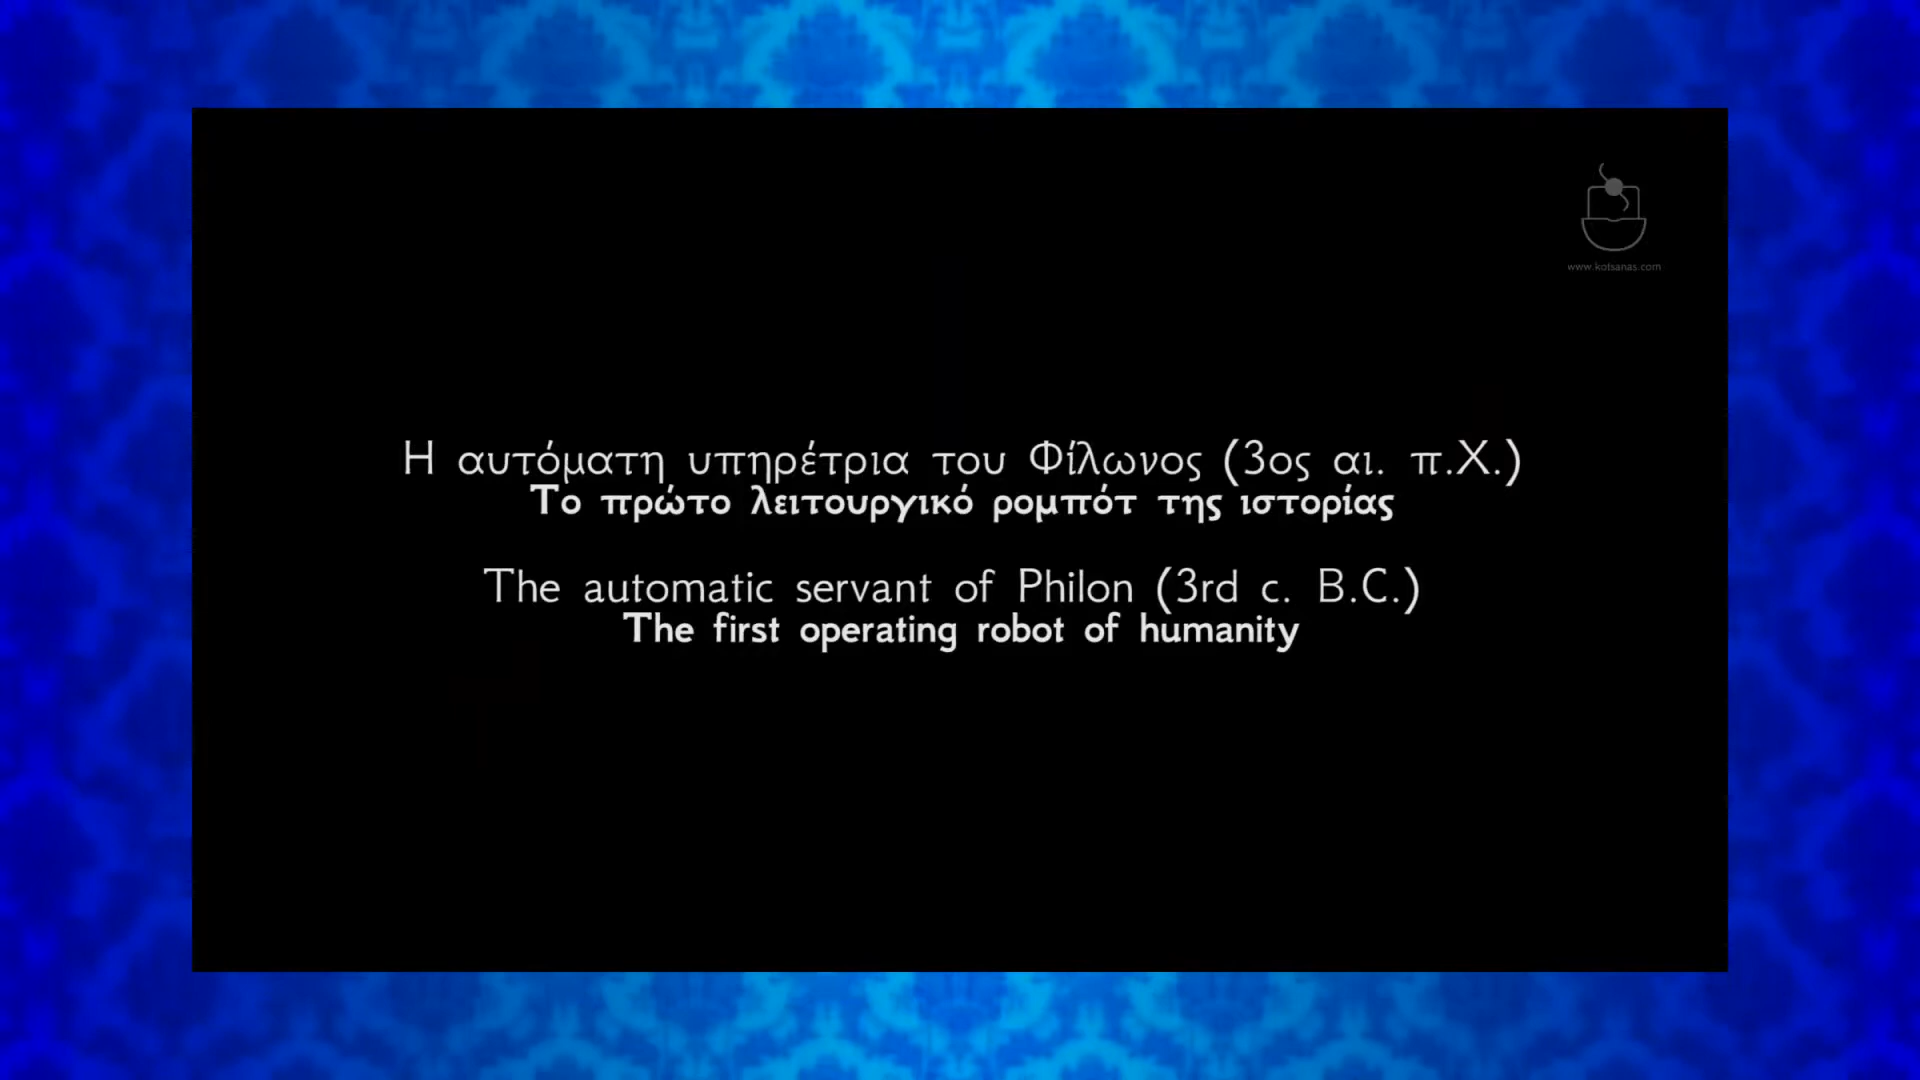 www.kotsanas.com
Η αυτόματη υπηρέτρια του Φίλωνος (3ος αι. π.Χ.)
Το πρώτο λειτουργικό ρομπότ της ιστορίας
The automatic servant of Philon (3rd c. B.C.)
The first operating robot of humanity